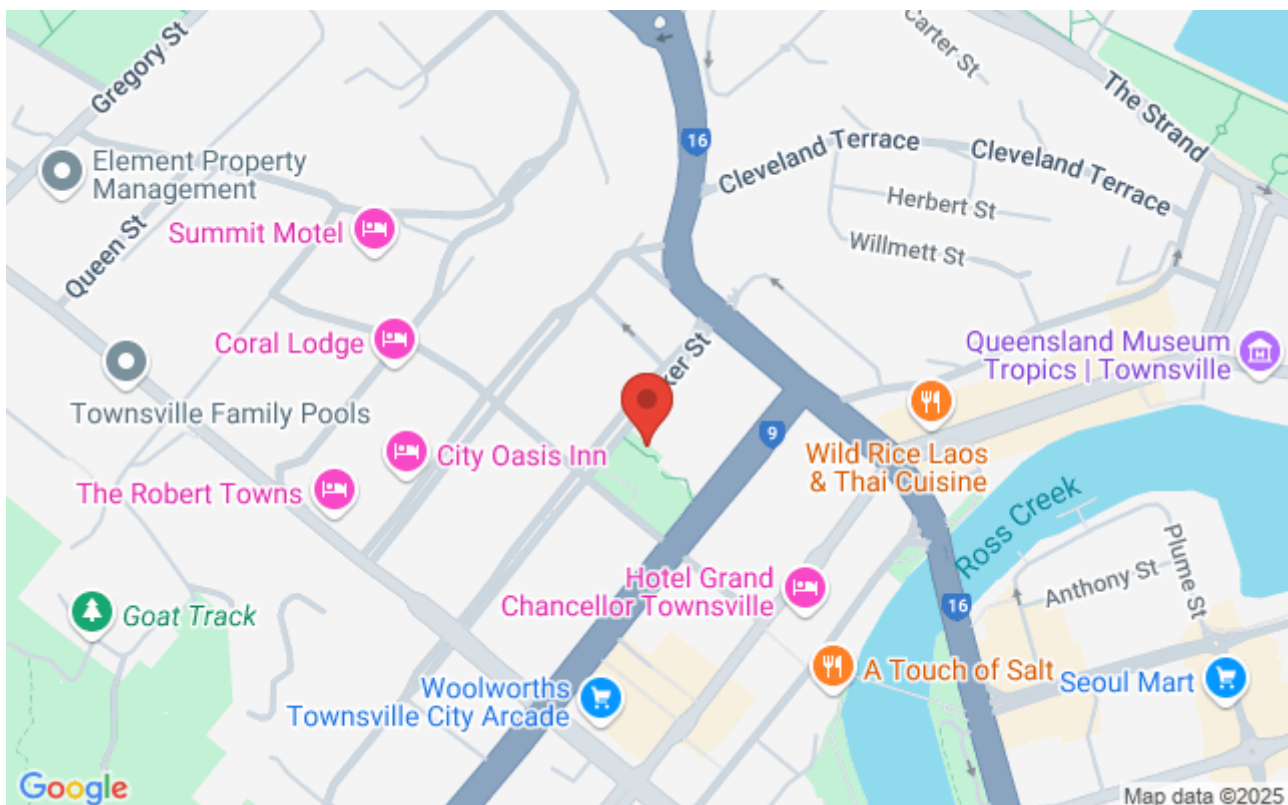 Gregory St
Carter St
The Strand
Element Property
Management
16
Cleveland Terrace
Cleveland Terrace
Herbert St
Queen St
Summit Motel
Willmett St
Coral Lodge
Queensland Museum
Tropics | Townsville
Townsville Family Pools
9
Wild Rice Laos
& Thai Cuisine
City Oasis Inn
The Robert Towns
Ross Creek
Plume St
Hotel Grand
Chancellor Townsville
Anthony St
16
Goat Track
A Touch of Salt
Seoul Mart
Woolworths
Townsville City Arcade
Google
Map data ©2025